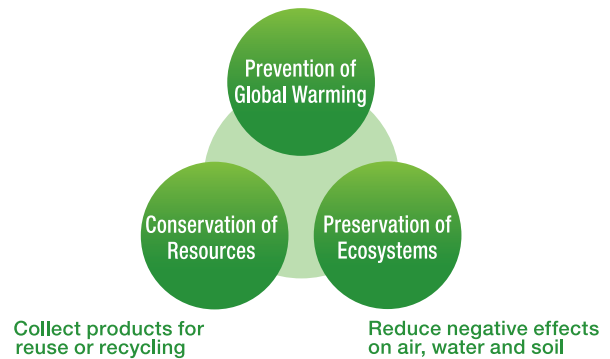 Prevention of
Global Warming
Conservation of
Resources
Preservation of
Ecosystems
Collect products for
reuse or recycling
Reduce negative effects
on air, water and soil